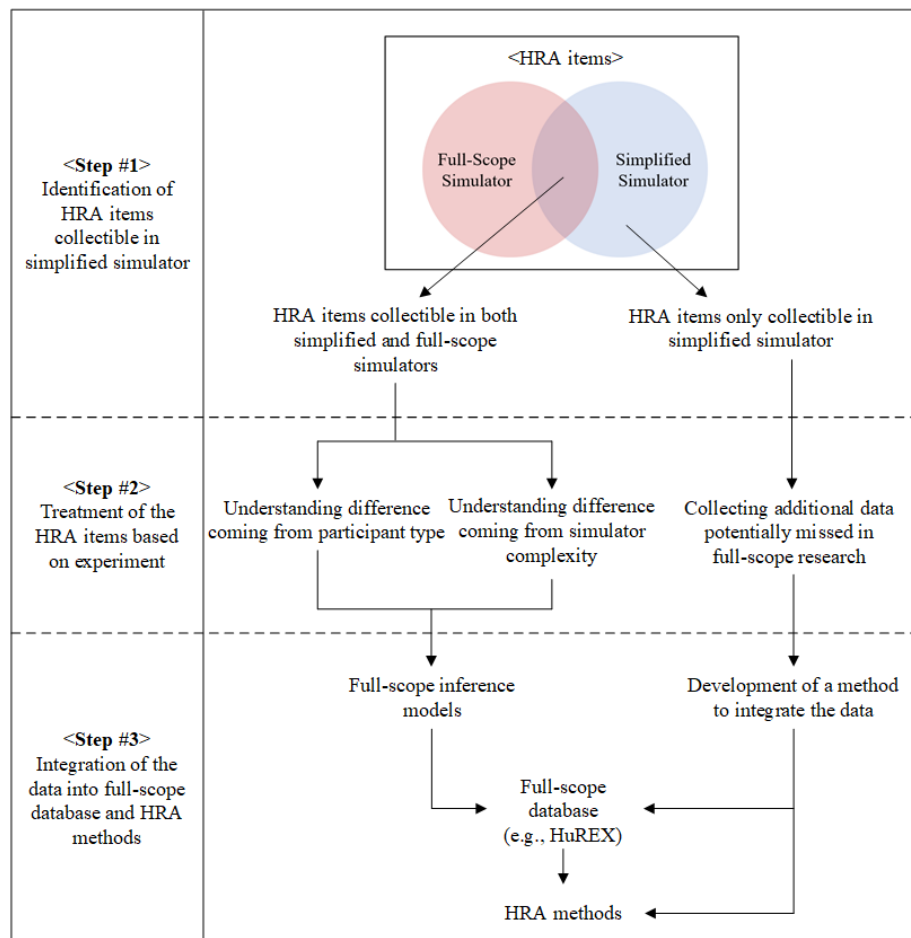 <HRA items>
Full-Scope
Simulator
Simplified
Simulator
<Step #1>
Identification of
HRA items
collectible in
simplified simulator
HRA items collectible in both
simplified and full-scope
simulators
HRA items only collectible in
simplified simulator
<Step #2>
Treatment of the
HRA items based
on experiment
Understanding difference
coming from participant type
Understanding difference
coming from simulator
complexity
Collecting additional data
potentially missed in
full-scope research
<Step #3>
Integration of the
data into full-scope
database and HRA
methods
Full-scope inference
models
Development of a method
to integrate the data
Full-scope
database
(e.g., HuREX)
HRA methods